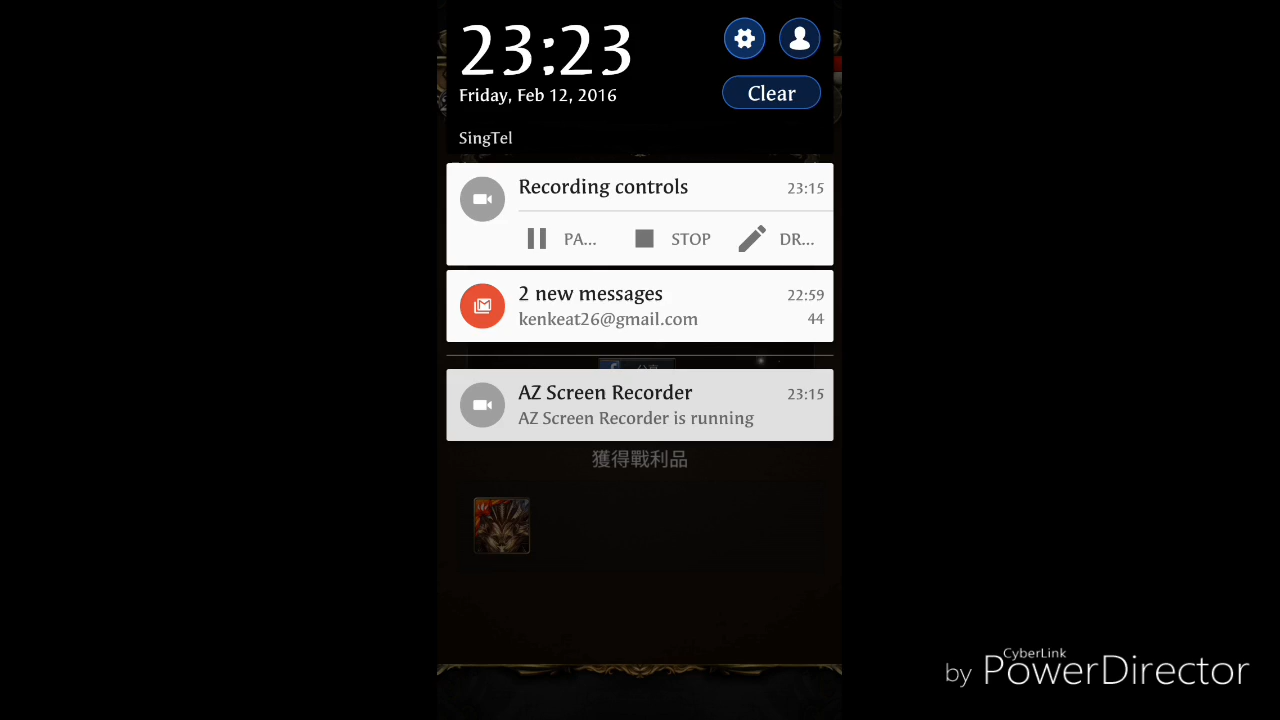 23:23
Friday, Feb 12, 2016
Clear
SingTel
Recording controls 23:15
PA... STOP DR...
2 new messages 22:59
kenkeat26@gmail.com 44
AZ Screen Recorder 23:15
AZ Screen Recorder is running
獲得戰利品
CyberLink
by PowerDirector